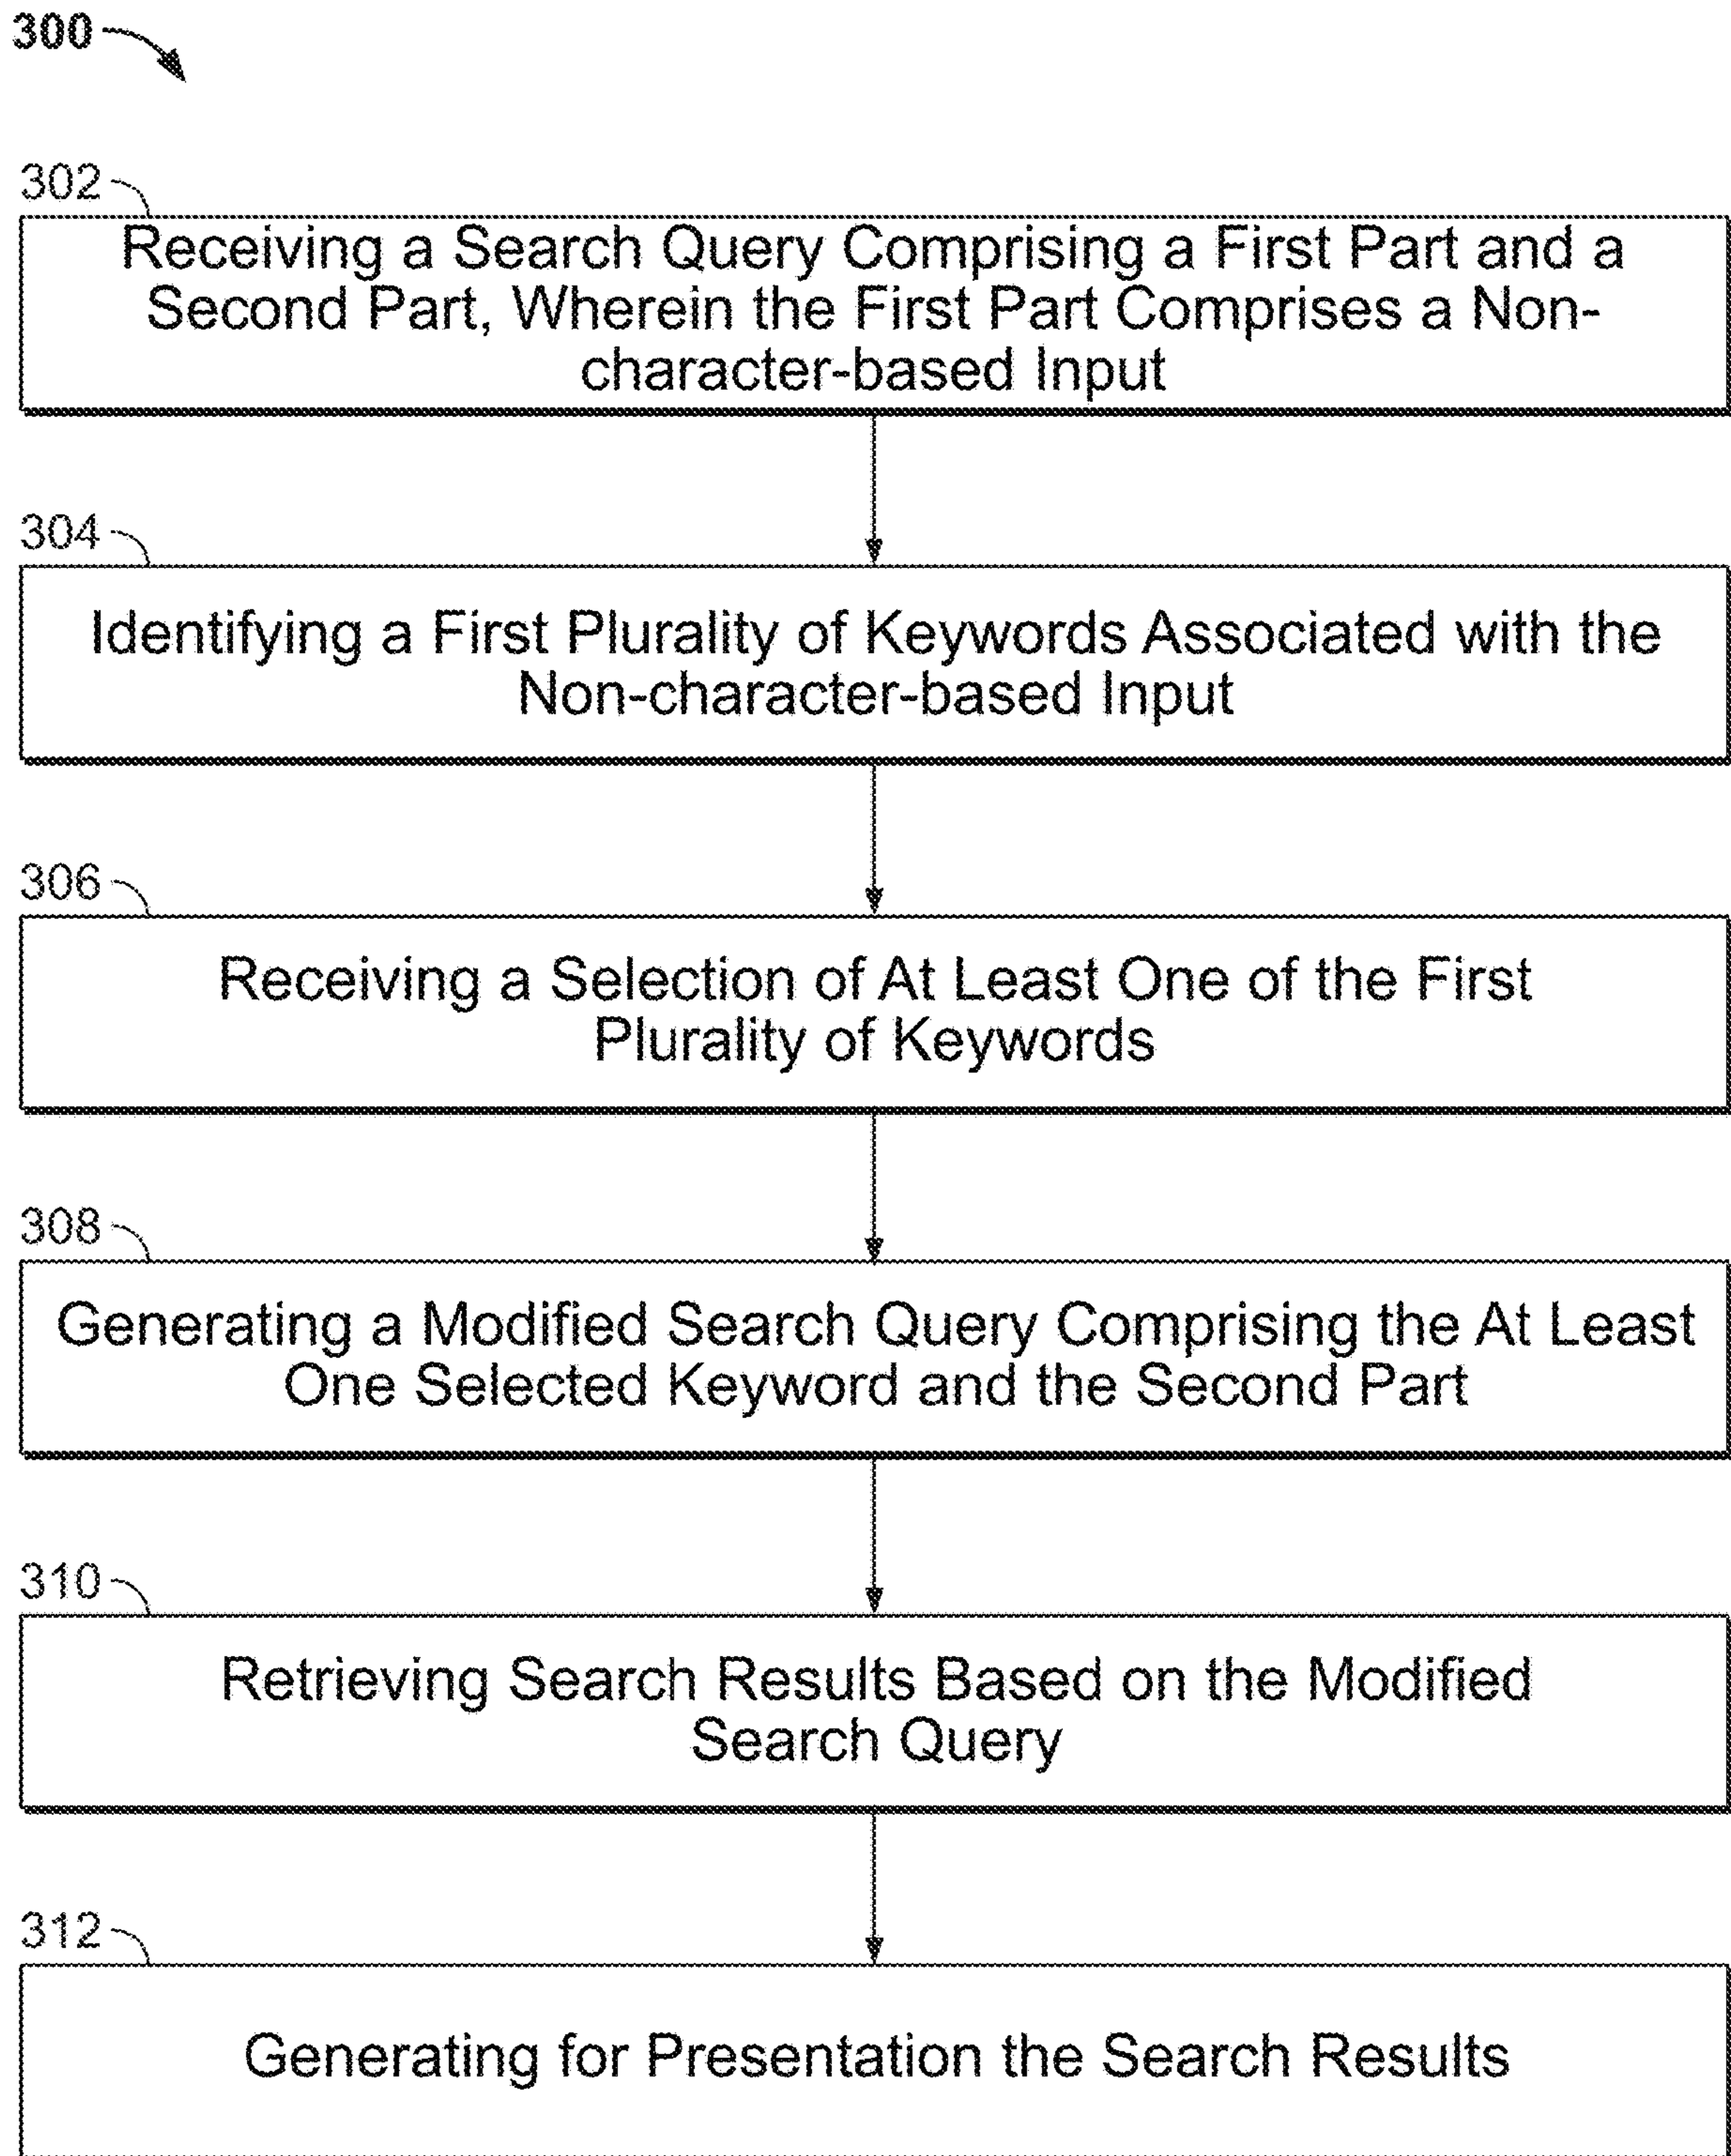 300
302
Receiving a Search Query Comprising a First Part and a
Second Part, Wherein the First Part Comprises a Non-
character-based Input
304
Identifying a First Plurality of Keywords Associated with the
Non-character-based Input
306
Receiving a Selection of At Least One of the First
Plurality of Keywords
308
Generating a Modified Search Query Comprising the At Least
One Selected Keyword and the Second Part
310
Retrieving Search Results Based on the Modified
Search Query
312
Generating for Presentation the Search Results